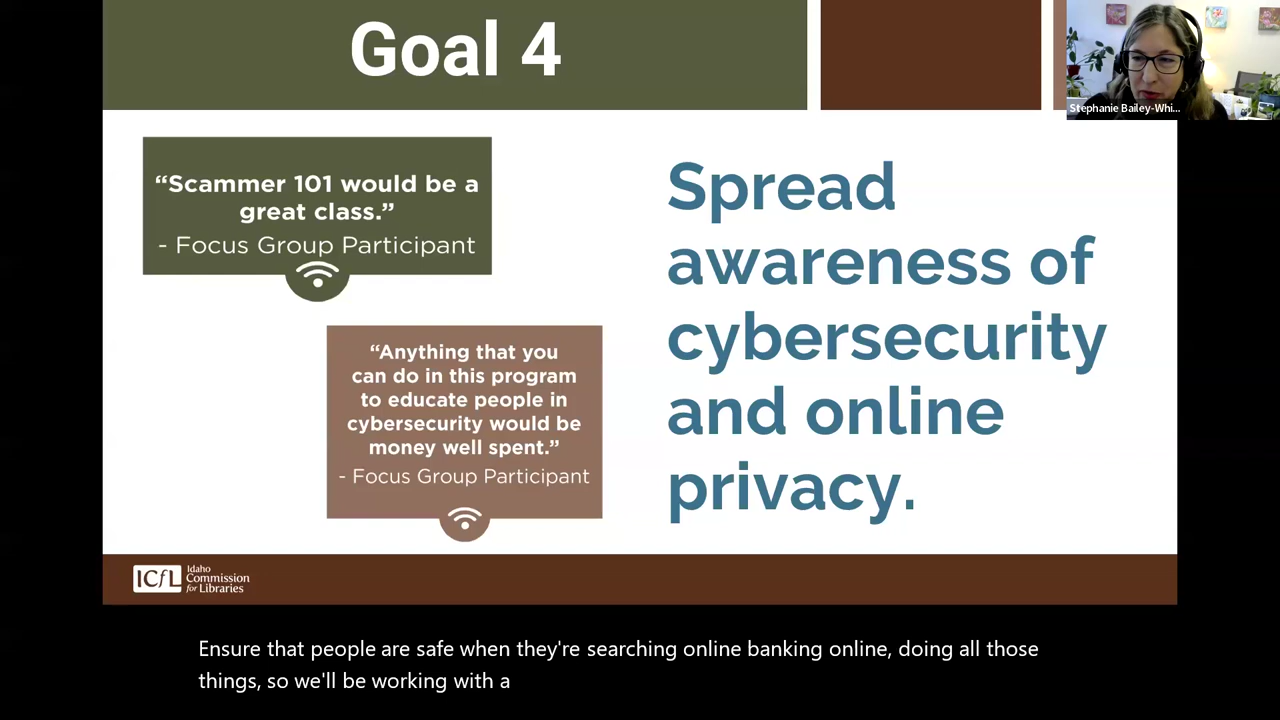 Goal 4
Stephanie Bailey-Whi...
“Scammer 101 would be a
great class.”
- Focus Group Participant
“Anything that you
can do in this program
to educate people in
cybersecurity would be
money well spent.”
- Focus Group Participant
Spread
awareness of
cybersecurity
and online
privacy.
ICfL
Idaho
Commission
for Libraries
Ensure that people are safe when they're searching online banking online, doing all those
things, so we'll be working with a